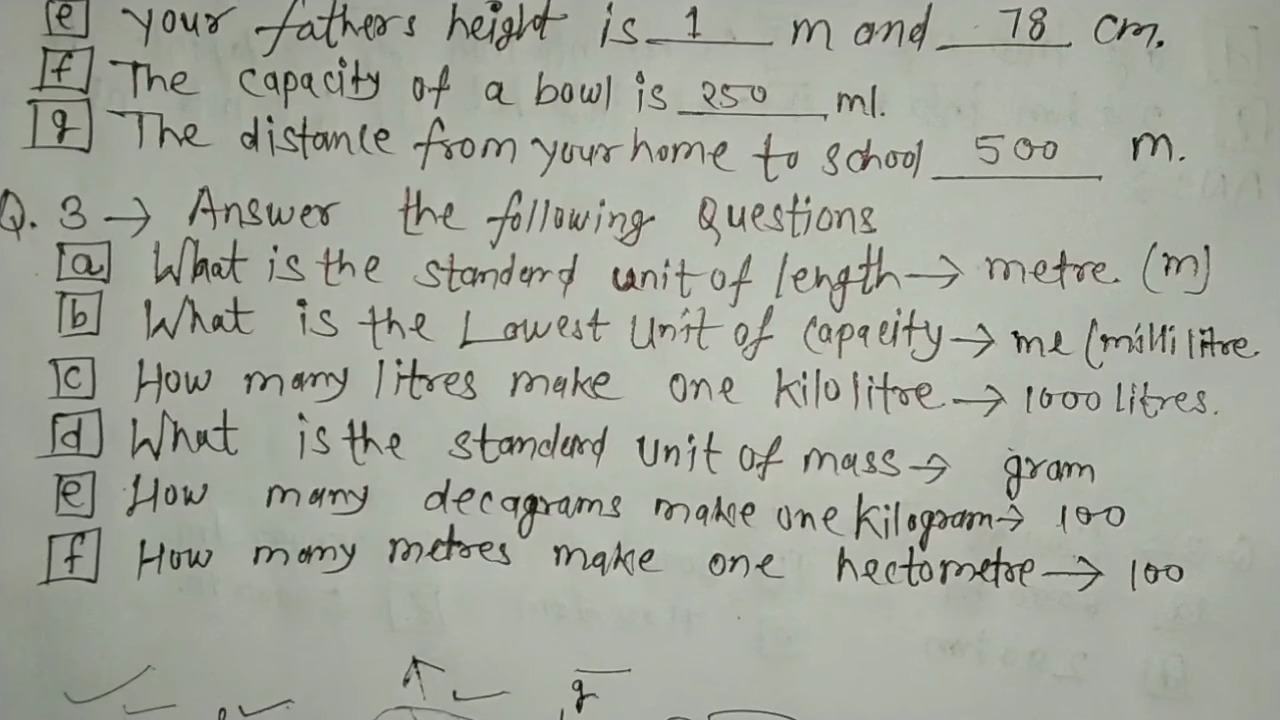 e your fathers height is 1 m and 78 cm.
f The capacity of a bowl is 250 ml.
g The distance from your home to school 500 m.
Q. 3 → Answer the following Questions
a What is the standard unit of length → metre. (m)
b What is the Lowest Unit of capacity → ml (milli litre.
c How many litres make one kilolitre → 1000 litres.
d What is the standard unit of mass → gram
e How many decagrams make one kilogram → 100
f How many metres make one hectometre → 100
g